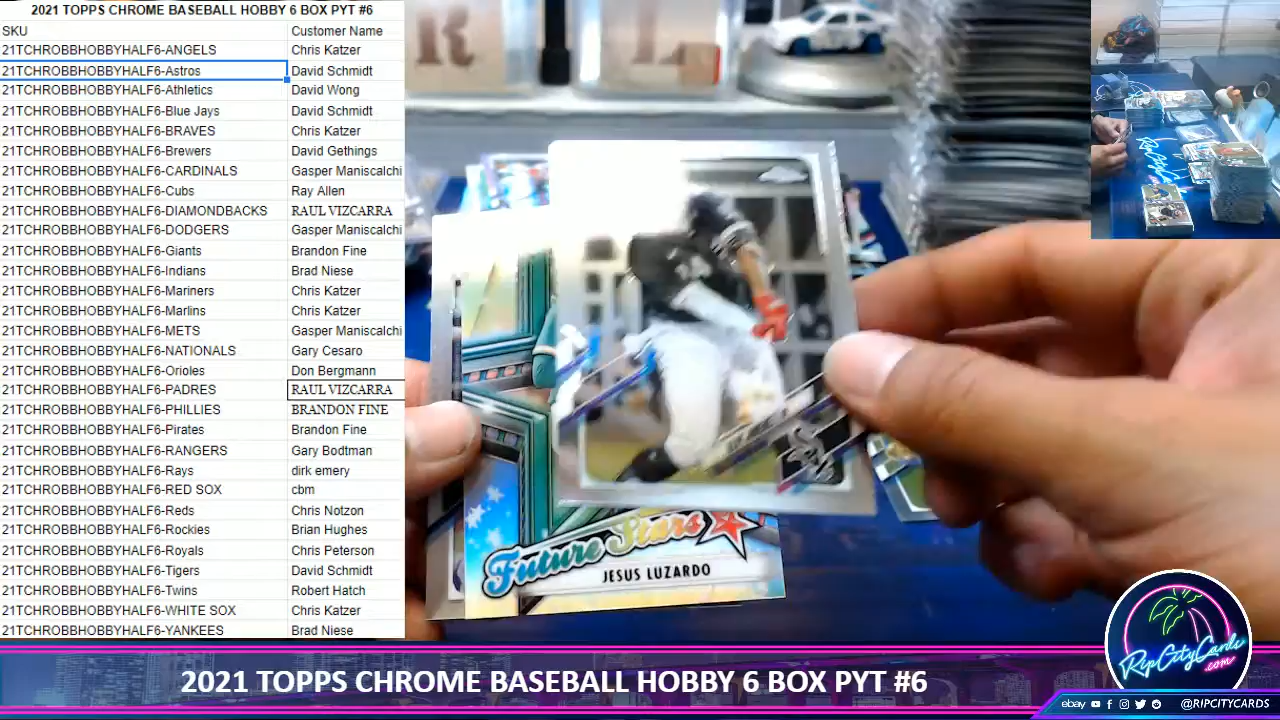 2021 TOPPS CHROME BASEBALL HOBBY 6 BOX PYT #6
SKU Customer Name
21TCHROBBHOBBYHALF6-ANGELS Chris Katzer
21TCHROBBHOBBYHALF6-Astros David Schmidt
21TCHROBBHOBBYHALF6-Athletics David Wong
21TCHROBBHOBBYHALF6-Blue Jays David Schmidt
21TCHROBBHOBBYHALF6-BRAVES Chris Katzer
21TCHROBBHOBBYHALF6-Brewers David Gethings
21TCHROBBHOBBYHALF6-CARDINALS Gasper Maniscalchi
21TCHROBBHOBBYHALF6-Cubs Ray Allen
21TCHROBBHOBBYHALF6-DIAMONDBACKS RAUL VIZCARRA
21TCHROBBHOBBYHALF6-DODGERS Gasper Maniscalchi
21TCHROBBHOBBYHALF6-Giants Brandon Fine
21TCHROBBHOBBYHALF6-Indians Brad Niese
21TCHROBBHOBBYHALF6-Mariners Chris Katzer
21TCHROBBHOBBYHALF6-Marlins Chris Katzer
21TCHROBBHOBBYHALF6-METS Gasper Maniscalchi
21TCHROBBHOBBYHALF6-NATIONALS Gary Cesaro
21TCHROBBHOBBYHALF6-Orioles Don Bergmann
21TCHROBBHOBBYHALF6-PADRES RAUL VIZCARRA
21TCHROBBHOBBYHALF6-PHILLIES BRANDON FINE
21TCHROBBHOBBYHALF6-Pirates Brandon Fine
21TCHROBBHOBBYHALF6-RANGERS Gary Bodtman
21TCHROBBHOBBYHALF6-Rays dirk emery
21TCHROBBHOBBYHALF6-RED SOX cbm
21TCHROBBHOBBYHALF6-Reds Chris Notzon
21TCHROBBHOBBYHALF6-Rockies Brian Hughes
21TCHROBBHOBBYHALF6-Royals Chris Peterson
21TCHROBBHOBBYHALF6-Tigers David Schmidt
21TCHROBBHOBBYHALF6-Twins Robert Hatch
21TCHROBBHOBBYHALF6-WHITE SOX Chris Katzer
21TCHROBBHOBBYHALF6-YANKEES Brad Niese
Future Stars
JESUS LUZARDO
RipCityCards
.com
2021 TOPPS CHROME BASEBALL HOBBY 6 BOX PYT #6
ebay @RIPCITYCARDS